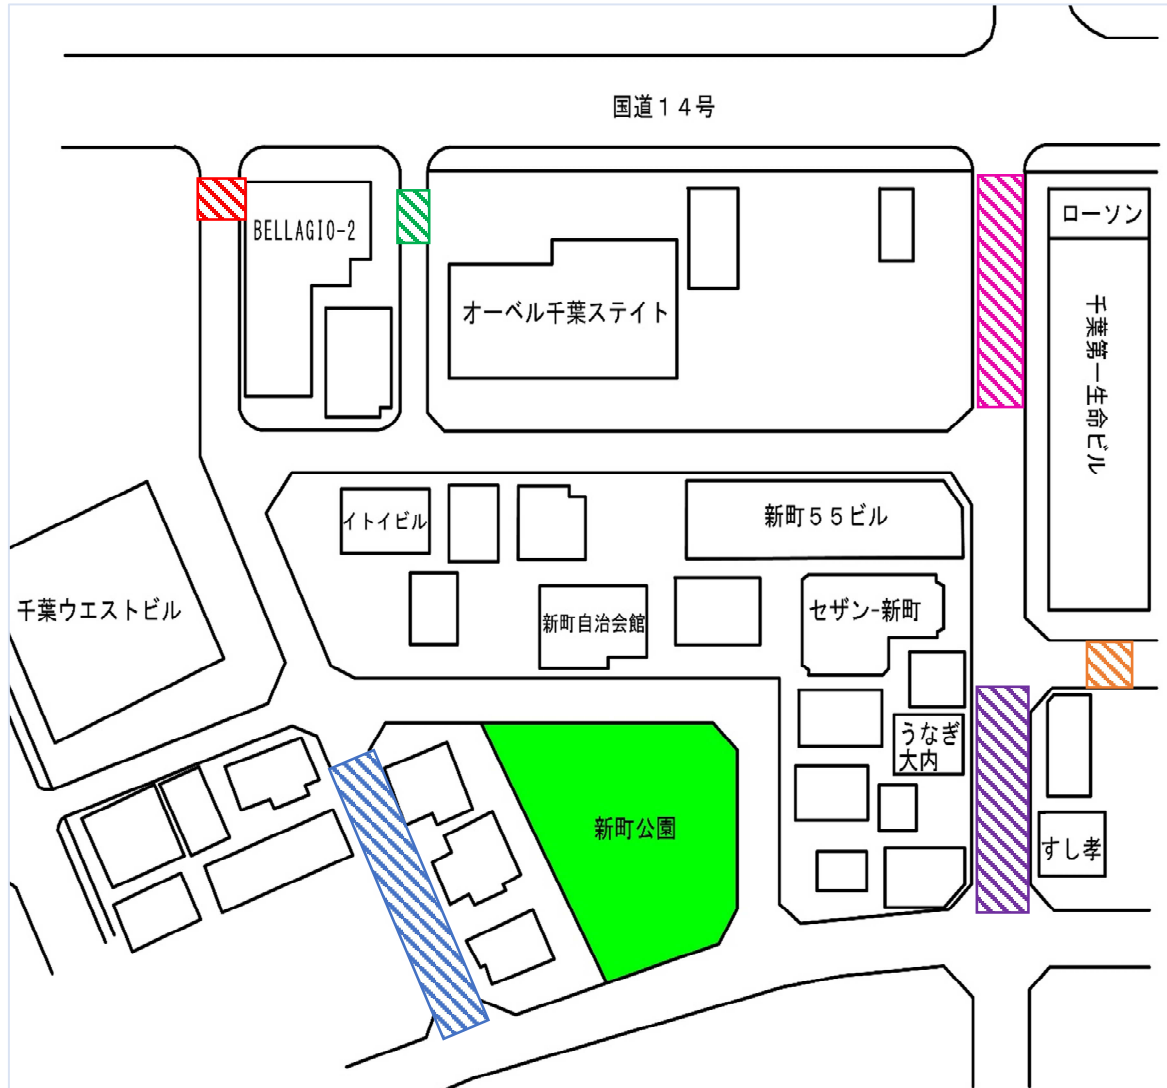 国道１４号
BELLAGIO-2
ローソン
オーベル千葉ステイト
千葉第一生命ビル
イトイビル
新町５５ビル
千葉ウエストビル
新町自治会館
セザン-新町
うなぎ
大内
新町公園
すし孝